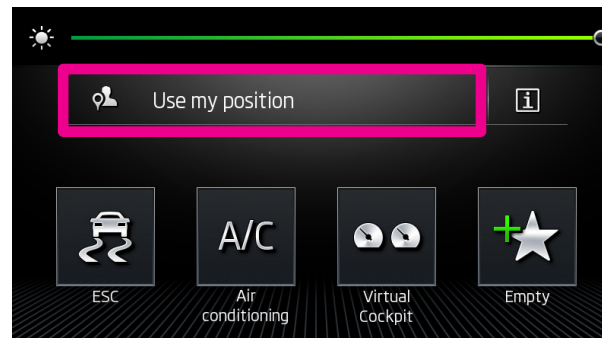 Use my position
i
A/C
ESC
Air
conditioning
Virtual
Cockpit
Empty